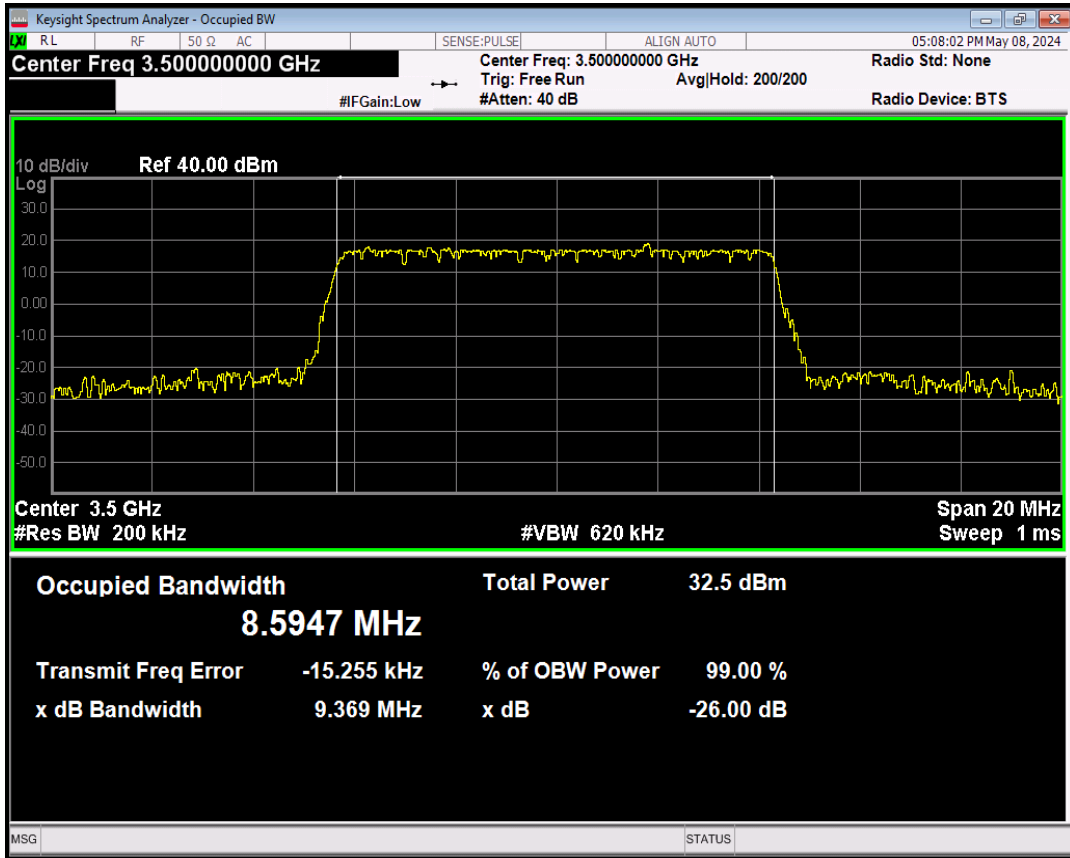 Keysight Spectrum Analyzer - Occupied BW
LXI RL RF 50 Ω AC SENSE:PULSE ALIGN AUTO 05:08:02 PM May 08, 2024
Center Freq 3.500000000 GHz
Center Freq: 3.500000000 GHz Radio Std: None
Trig: Free Run Avg|Hold: 200/200
#IFGain:Low #Atten: 40 dB Radio Device: BTS
10 dB/div Ref 40.00 dBm
Log
30.0
20.0
10.0
0.00
-10.0
-20.0
-30.0
-40.0
-50.0
Center 3.5 GHz Span 20 MHz
#Res BW 200 kHz #VBW 620 kHz Sweep 1 ms
Occupied Bandwidth Total Power 32.5 dBm
8.5947 MHz
Transmit Freq Error -15.255 kHz % of OBW Power 99.00 %
x dB Bandwidth 9.369 MHz x dB -26.00 dB
MSG STATUS